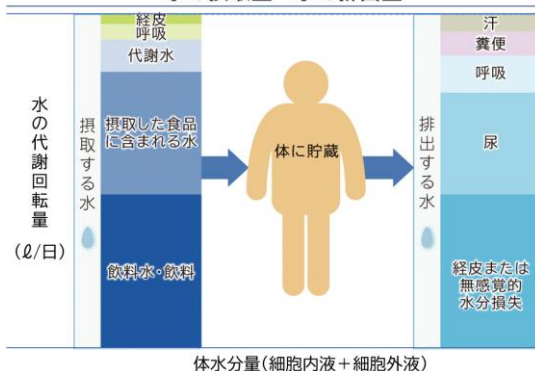 経皮
呼吸
代謝水
摂取した食品
に含まれる水
飲料水・飲料
水の代謝回転量
(ℓ/日)
摂取する水
体に貯蔵
排出する水
汗
糞便
呼吸
尿
経皮または
無感覚的
水分損失
体水分量(細胞内液＋細胞外液)